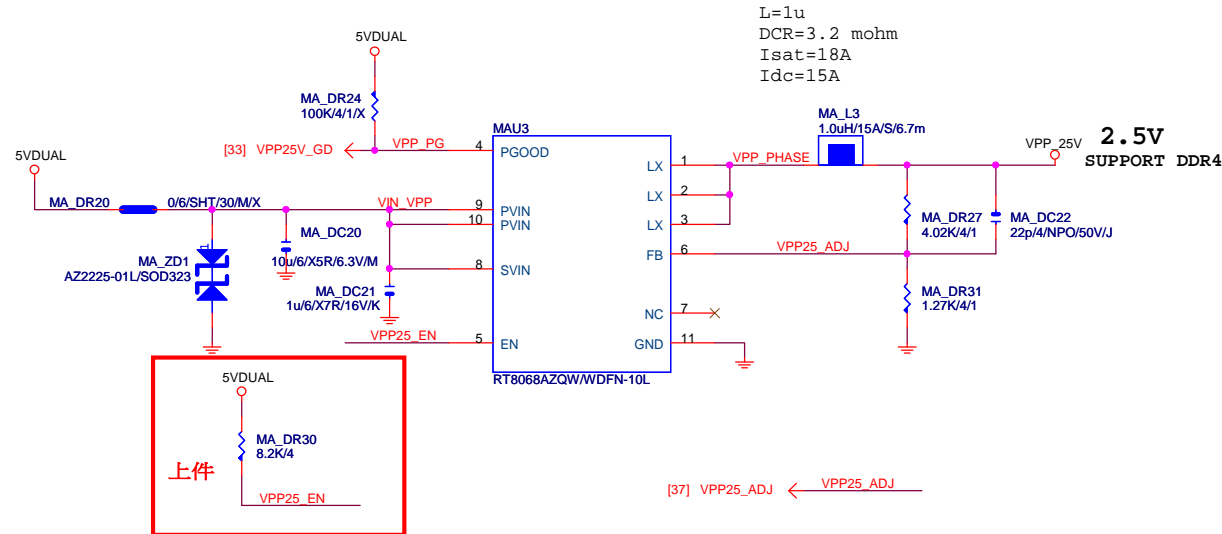 L=1u
DCR=3.2 mohm
Isat=18A
Idc=15A
5VDUAL
MA_DR24
100K/4/1/X
MAU3
MA_L3
1.0uH/15A/S/6.7m
[33] VPP25V_GD
VPP_PG
4
PGOOD
LX
1
VPP_PHASE
VPP_25V
2.5V
SUPPORT DDR4
5VDUAL
MA_DR20
0/6/SHT/30/M/X
VIN_VPP
9
PVIN
10
PVIN
LX
2
LX
3
MA_DR27
4.02K/4/1
MA_DC22
22p/4/NPO/50V/J
1
MA_ZD1
AZ2225-01L/SOD323
MA_DC20
10u/6/X5R/6.3V/M
8
SVIN
FB
6
VPP25_ADJ
MA_DC21
1u/6/X7R/16V/K
MA_DR31
1.27K/4/1
NC
7
VPP25_EN
5
EN
GND
11
RT8068AZQW/WDFN-10L
5VDUAL
MA_DR30
8.2K/4
上件
VPP25_EN
[37] VPP25_ADJ
VPP25_ADJ